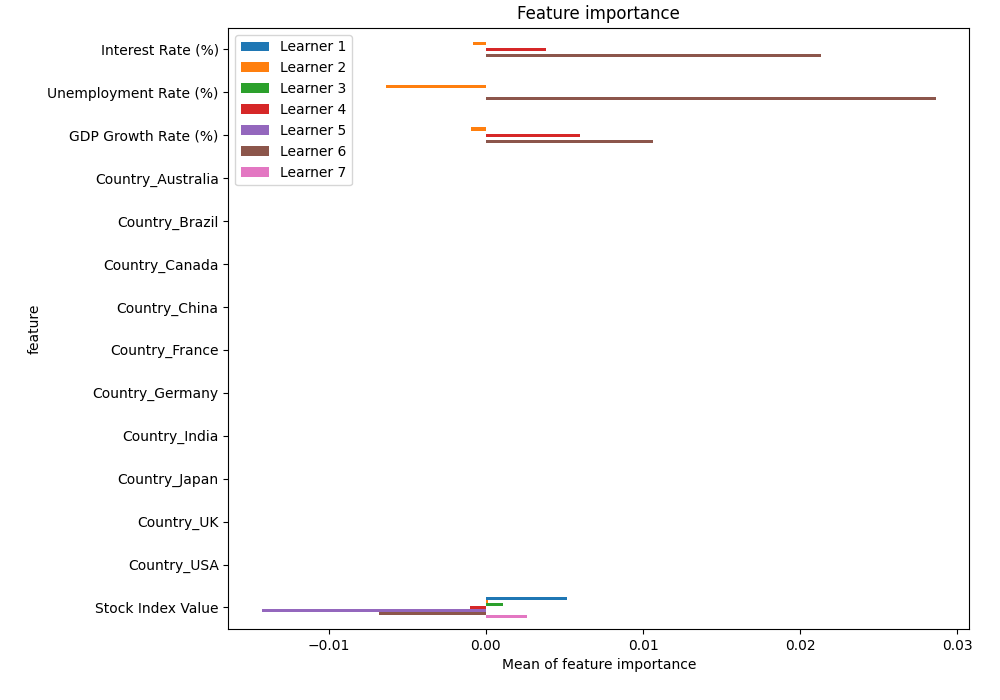 Feature importance
Learner 1
Learner 2
Learner 3
Learner 4
Learner 5
Learner 6
Learner 7
feature
Interest Rate (%)
Unemployment Rate (%)
GDP Growth Rate (%)
Country_Australia
Country_Brazil
Country_Canada
Country_China
Country_France
Country_Germany
Country_India
Country_Japan
Country_UK
Country_USA
Stock Index Value
−0.01 0.00 0.01 0.02 0.03
Mean of feature importance